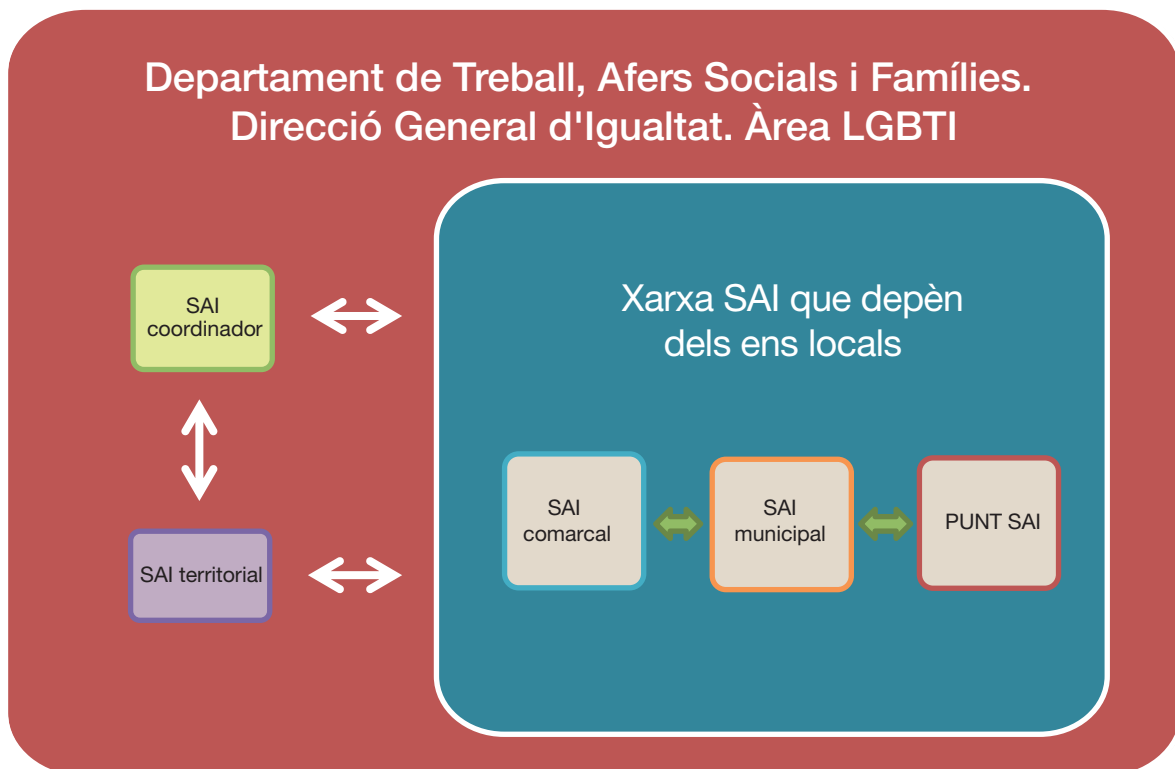 Departament de Treball, Afers Socials i Famílies.
Direcció General d'Igualtat. Àrea LGBTI
SAI
coordinador
SAI territorial
Xarxa SAI que depèn
dels ens locals
SAI
comarcal
SAI
municipal
PUNT SAI